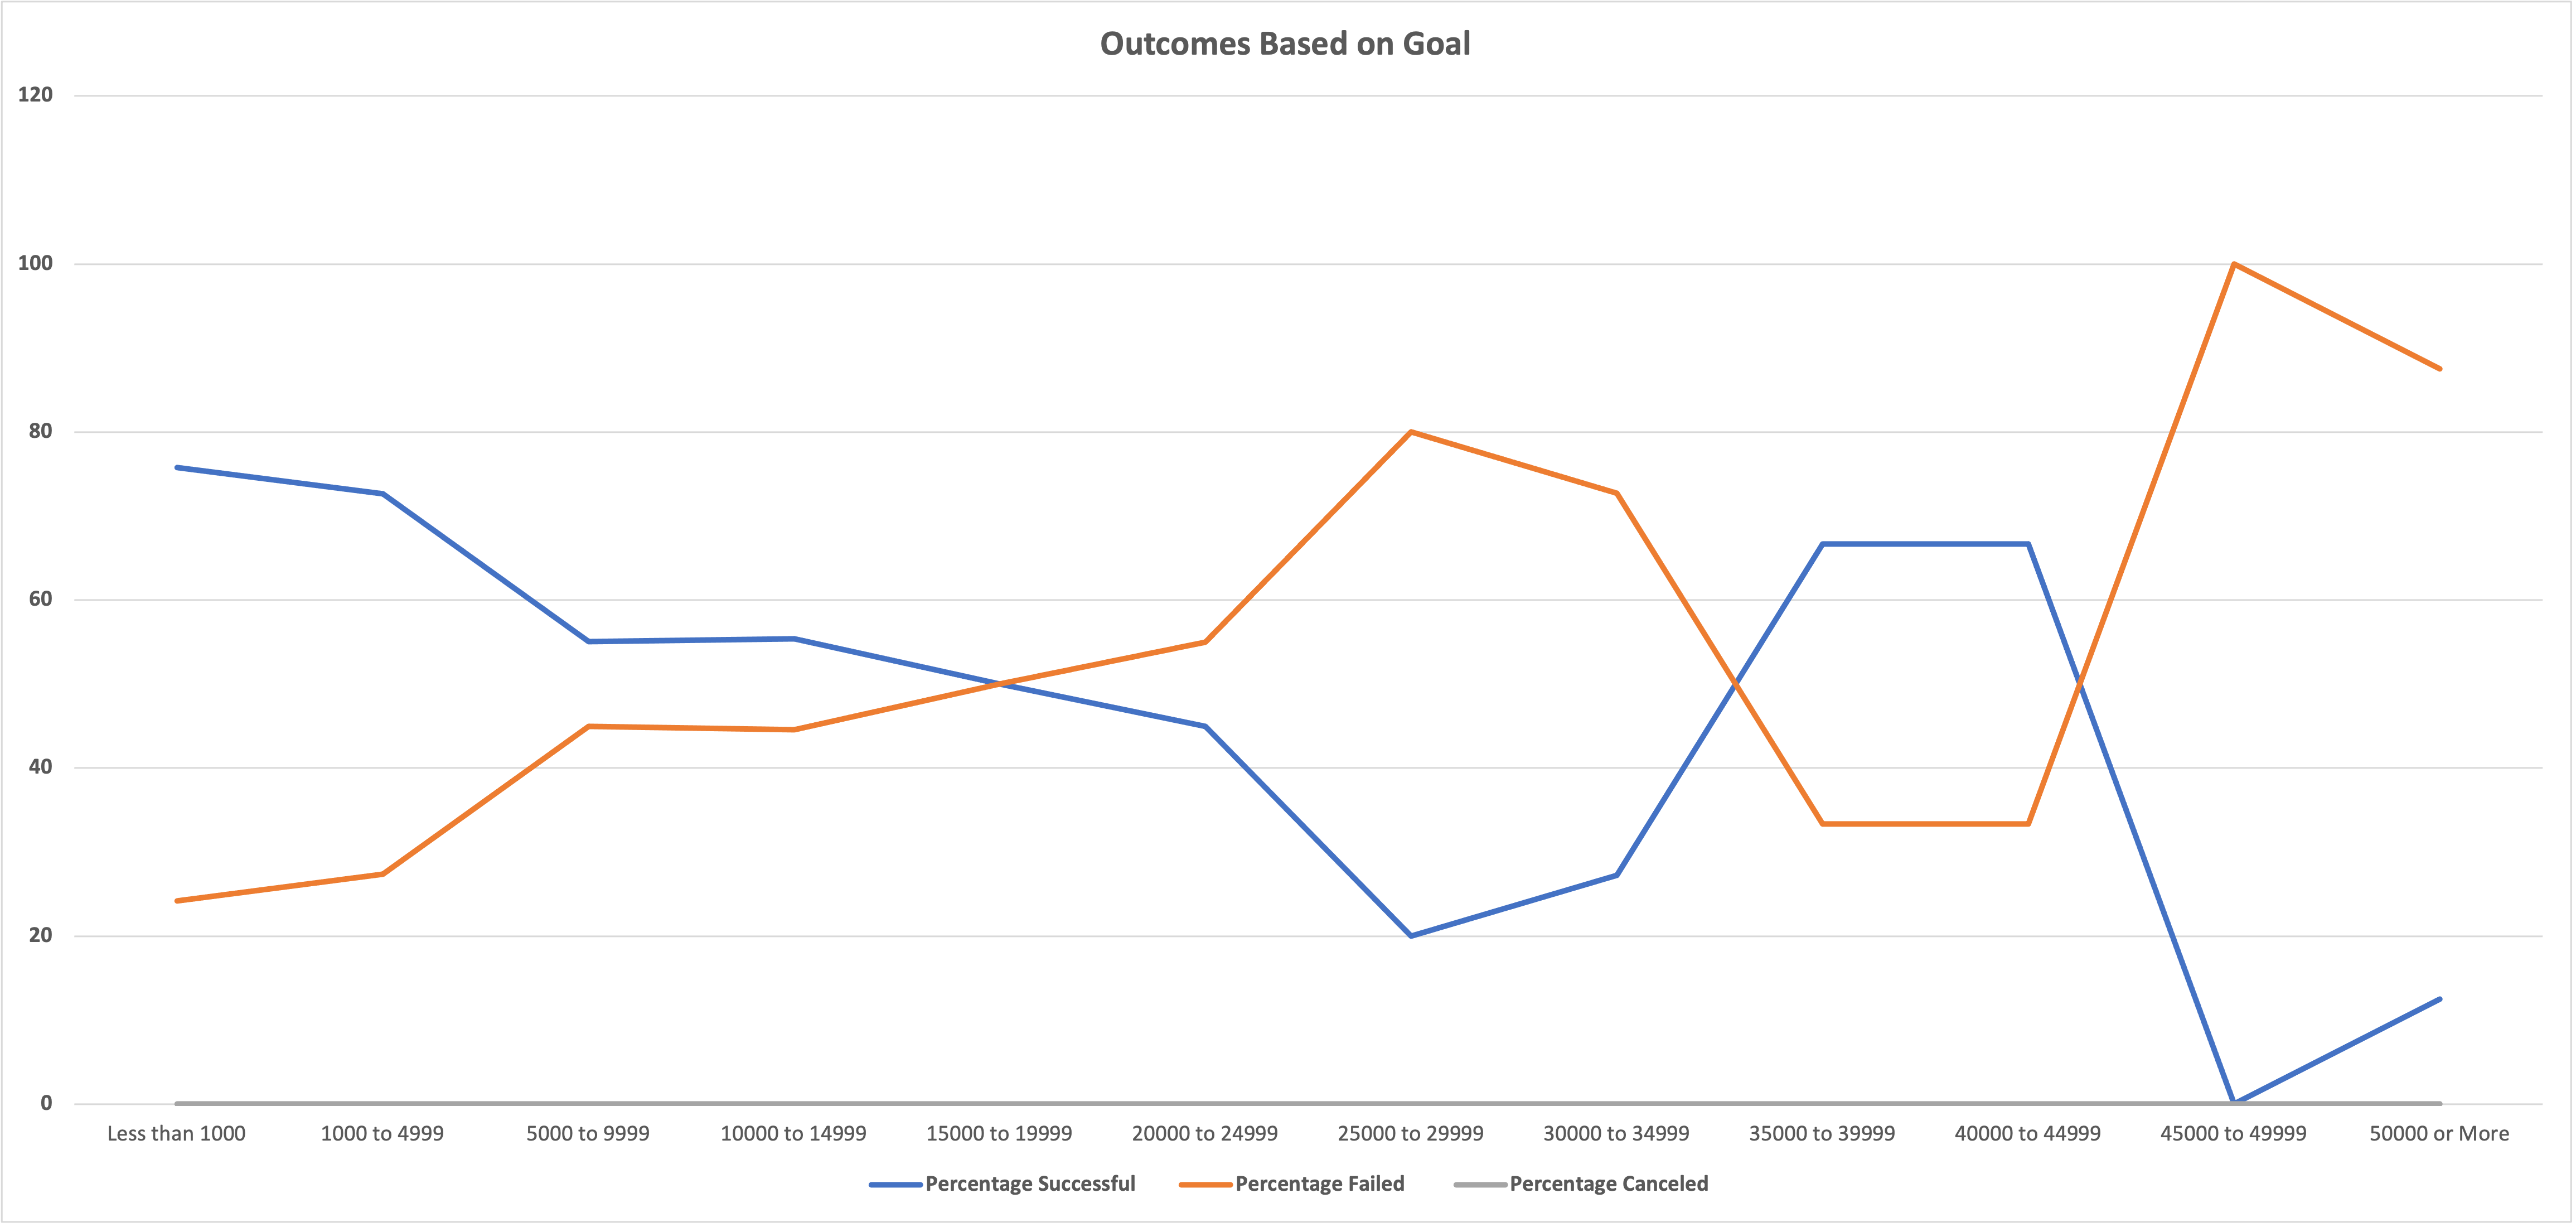 Outcomes Based on Goal
120
100
80
60
40
20
0
Less than 1000 1000 to 4999 5000 to 9999 10000 to 14999 15000 to 19999 20000 to 24999 25000 to 29999 30000 to 34999 35000 to 39999 40000 to 44999 45000 to 49999 50000 or More
Percentage Successful Percentage Failed Percentage Canceled